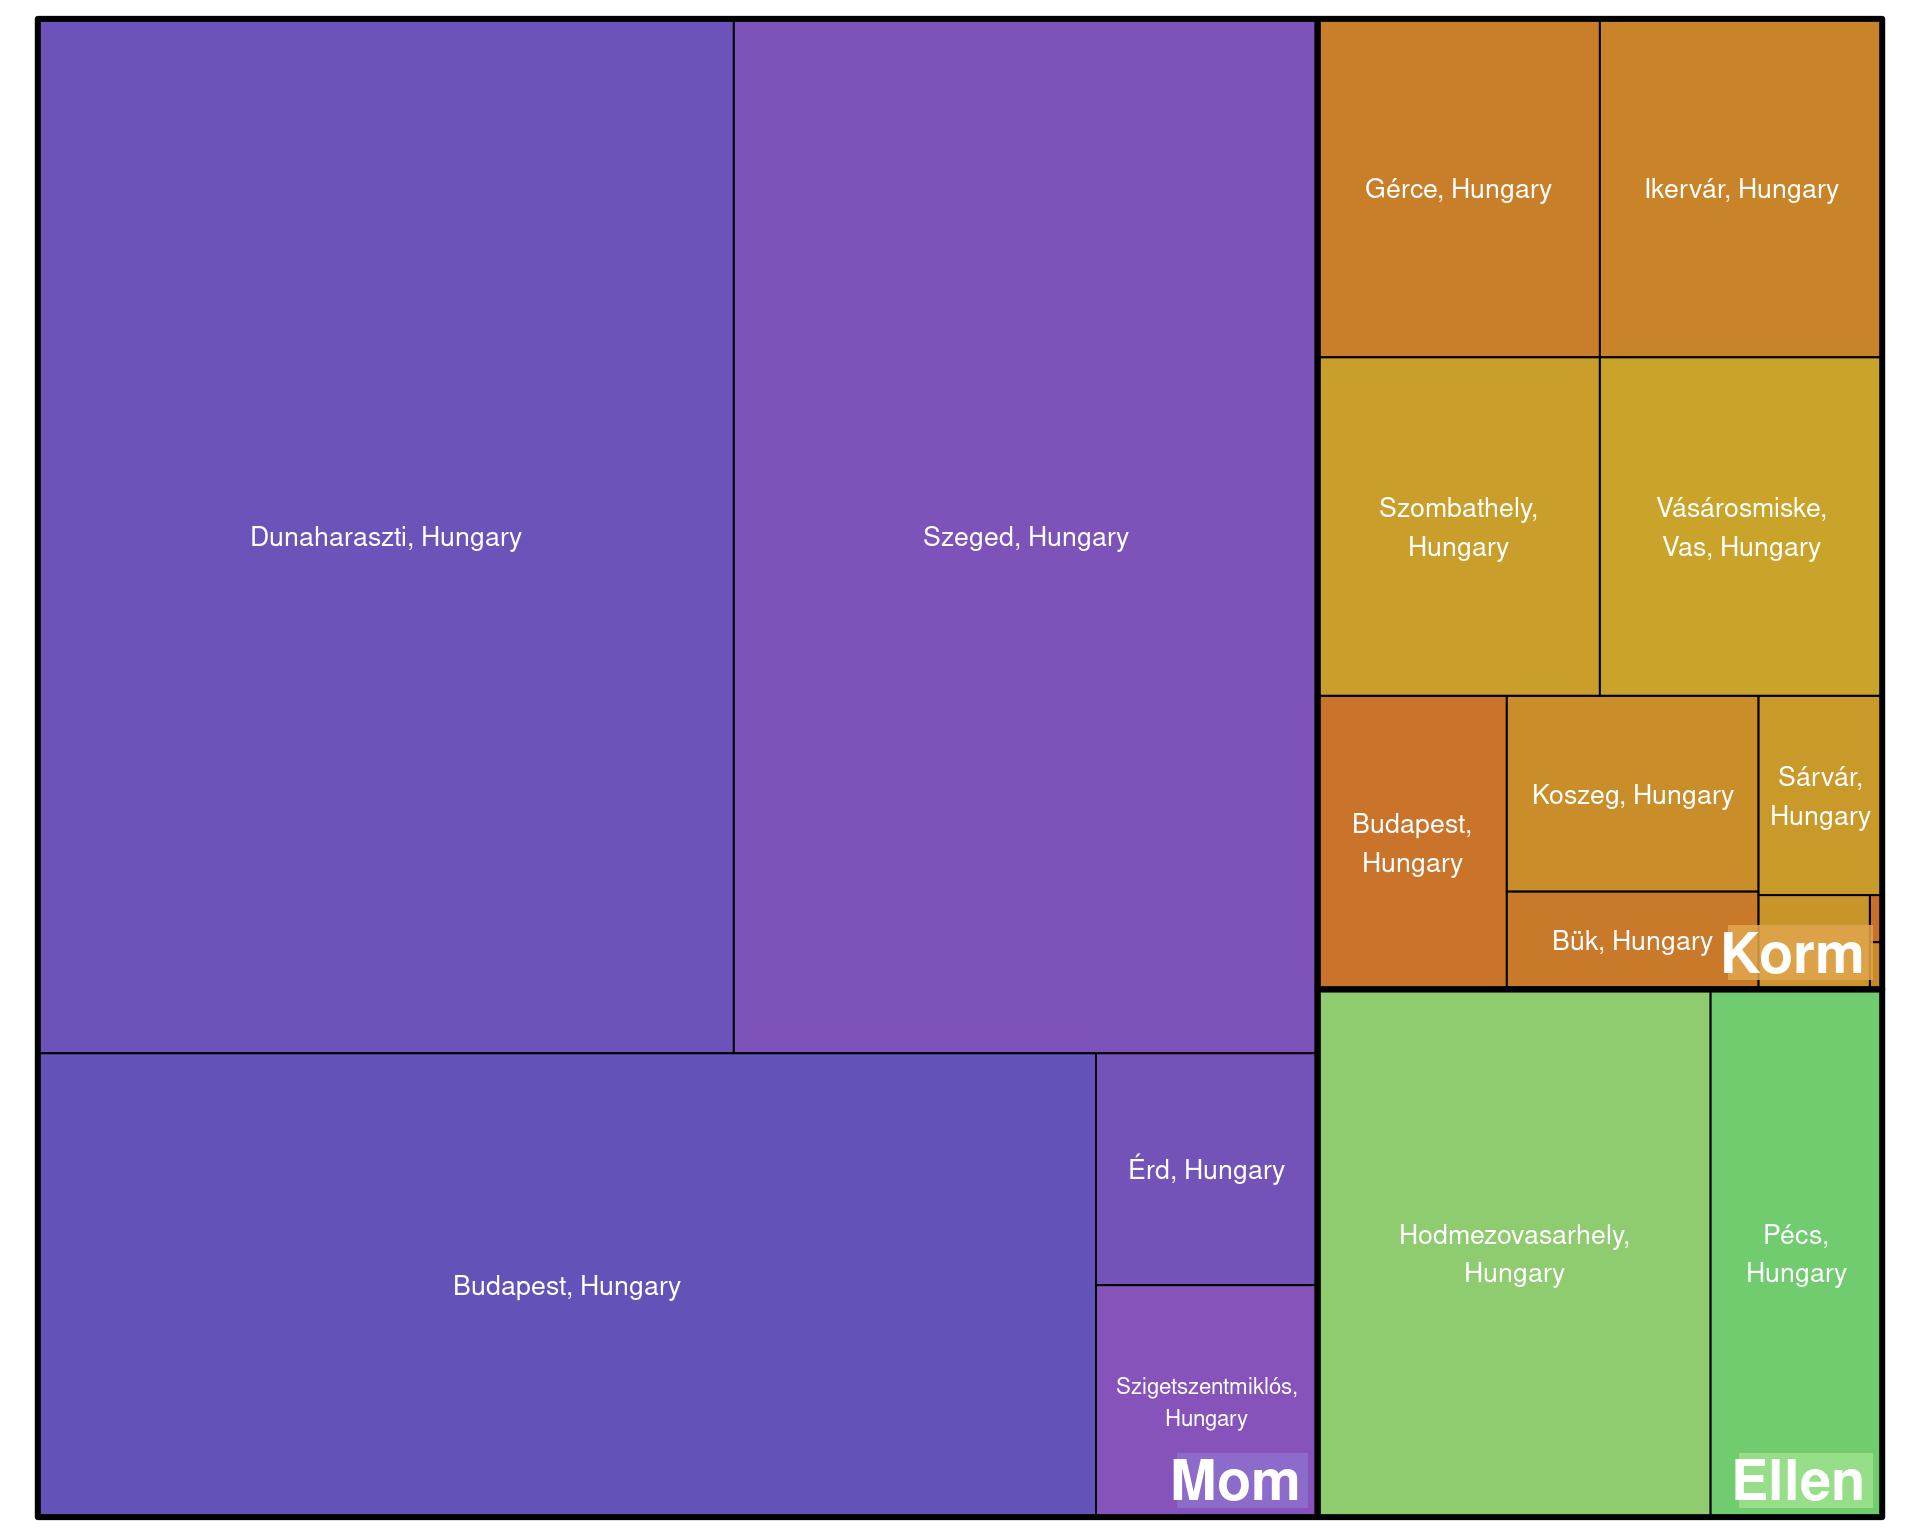 Dunaharaszti, Hungary
Szeged, Hungary
Budapest, Hungary
Érd, Hungary
Szigetszentmiklós,
Hungary
Mom
Gérce, Hungary
Ikervár, Hungary
Szombathely,
Hungary
Vásárosmiske,
Vas, Hungary
Budapest,
Hungary
Koszeg, Hungary
Sárvár,
Hungary
Bük, Hungary
Korm
Hodmezovasarhely,
Hungary
Pécs,
Hungary
Ellen